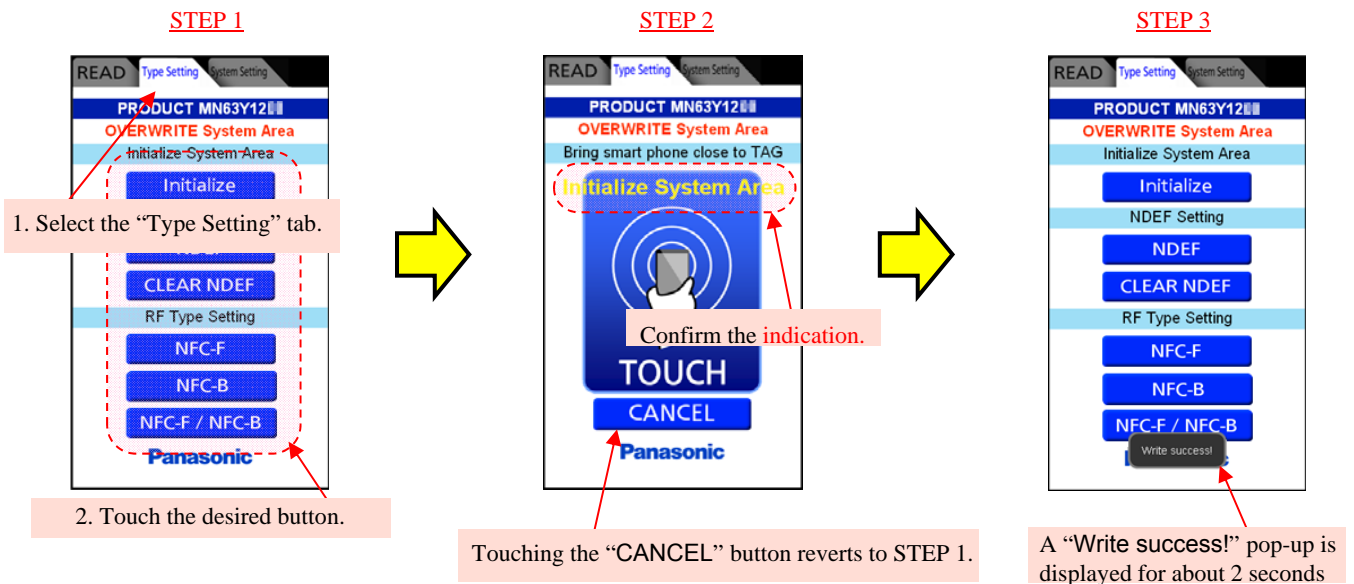 STEP 1
READ Type Setting System Setting
PRODUCT MN63Y12
OVERWRITE System Area
Initialize System Area
Initialize
1. Select the “Type Setting” tab.
CLEAR NDEF
RF Type Setting
NFC-F
NFC-B
NFC-F / NFC-B
Panasonic
2. Touch the desired button.
STEP 2
READ Type Setting System Setting
PRODUCT MN63Y12
OVERWRITE System Area
Bring smart phone close to TAG
Initialize System Area
Confirm the indication.
TOUCH
CANCEL
Panasonic
Touching the “CANCEL” button reverts to STEP 1.
STEP 3
READ Type Setting System Setting
PRODUCT MN63Y12
OVERWRITE System Area
Initialize System Area
Initialize
NDEF Setting
NDEF
CLEAR NDEF
RF Type Setting
NFC-F
NFC-B
NFC-F / NFC-B
Write success!
A “Write success!” pop-up is
displayed for about 2 seconds